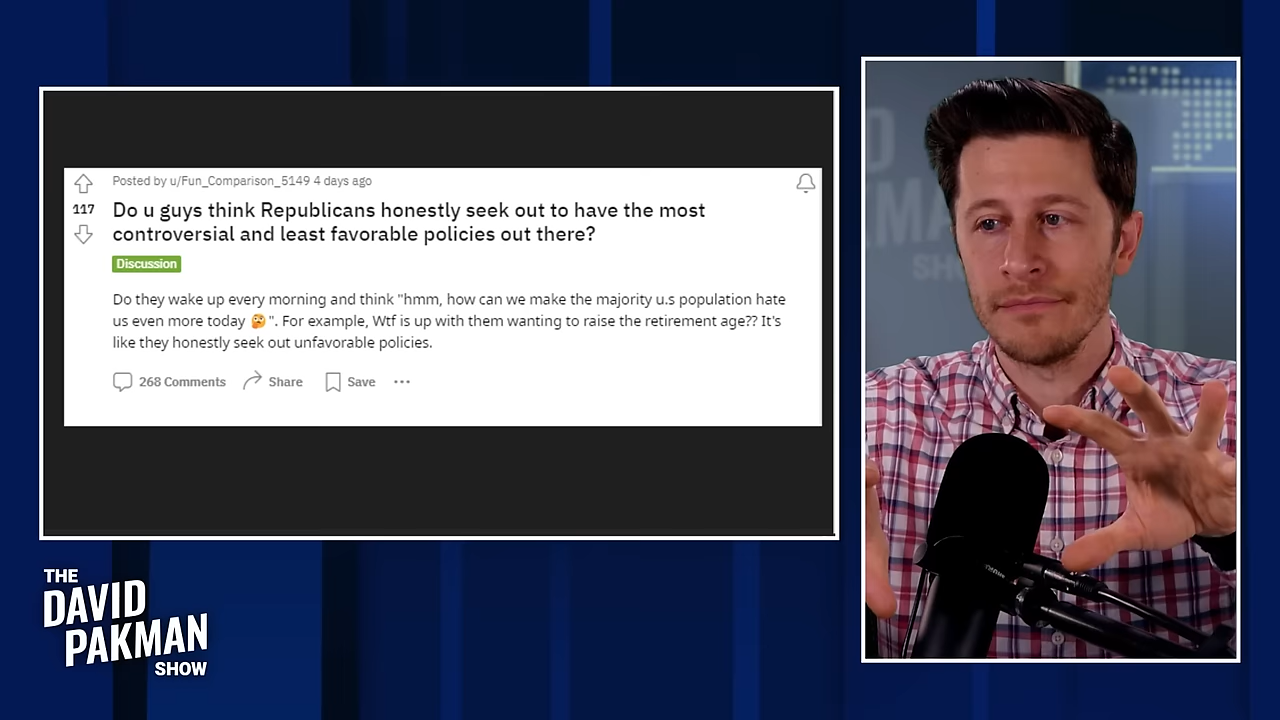 Posted by u/Fun_Comparison_5149 4 days ago
117
Do u guys think Republicans honestly seek out to have the most
controversial and least favorable policies out there?
Discussion
Do they wake up every morning and think "hmm, how can we make the majority u.s population hate
us even more today 🤔". For example, Wtf is up with them wanting to raise the retirement age?? It's
like they honestly seek out unfavorable policies.
268 Comments Share Save ...
THE
DAVID
PAKMAN
SHOW